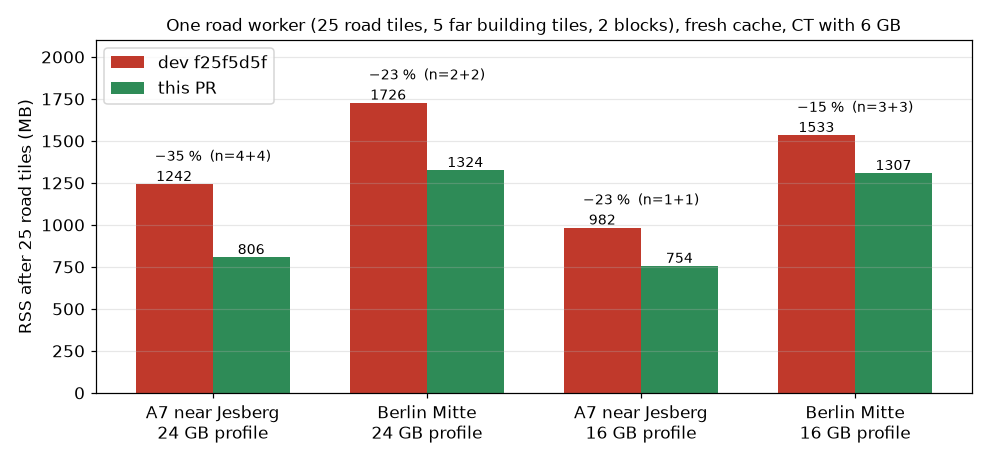 One road worker (25 road tiles, 5 far building tiles, 2 blocks), fresh cache, CT with 6 GB
RSS after 25 road tiles (MB)
2000
1750
1500
1250
1000
750
500
250
0
dev f25f5d5f
this PR
−35 % (n=4+4)
1242
806
−23 % (n=2+2)
1726
1324
−23 % (n=1+1)
982
754
−15 % (n=3+3)
1533
1307
A7 near Jesberg
24 GB profile
Berlin Mitte
24 GB profile
A7 near Jesberg
16 GB profile
Berlin Mitte
16 GB profile